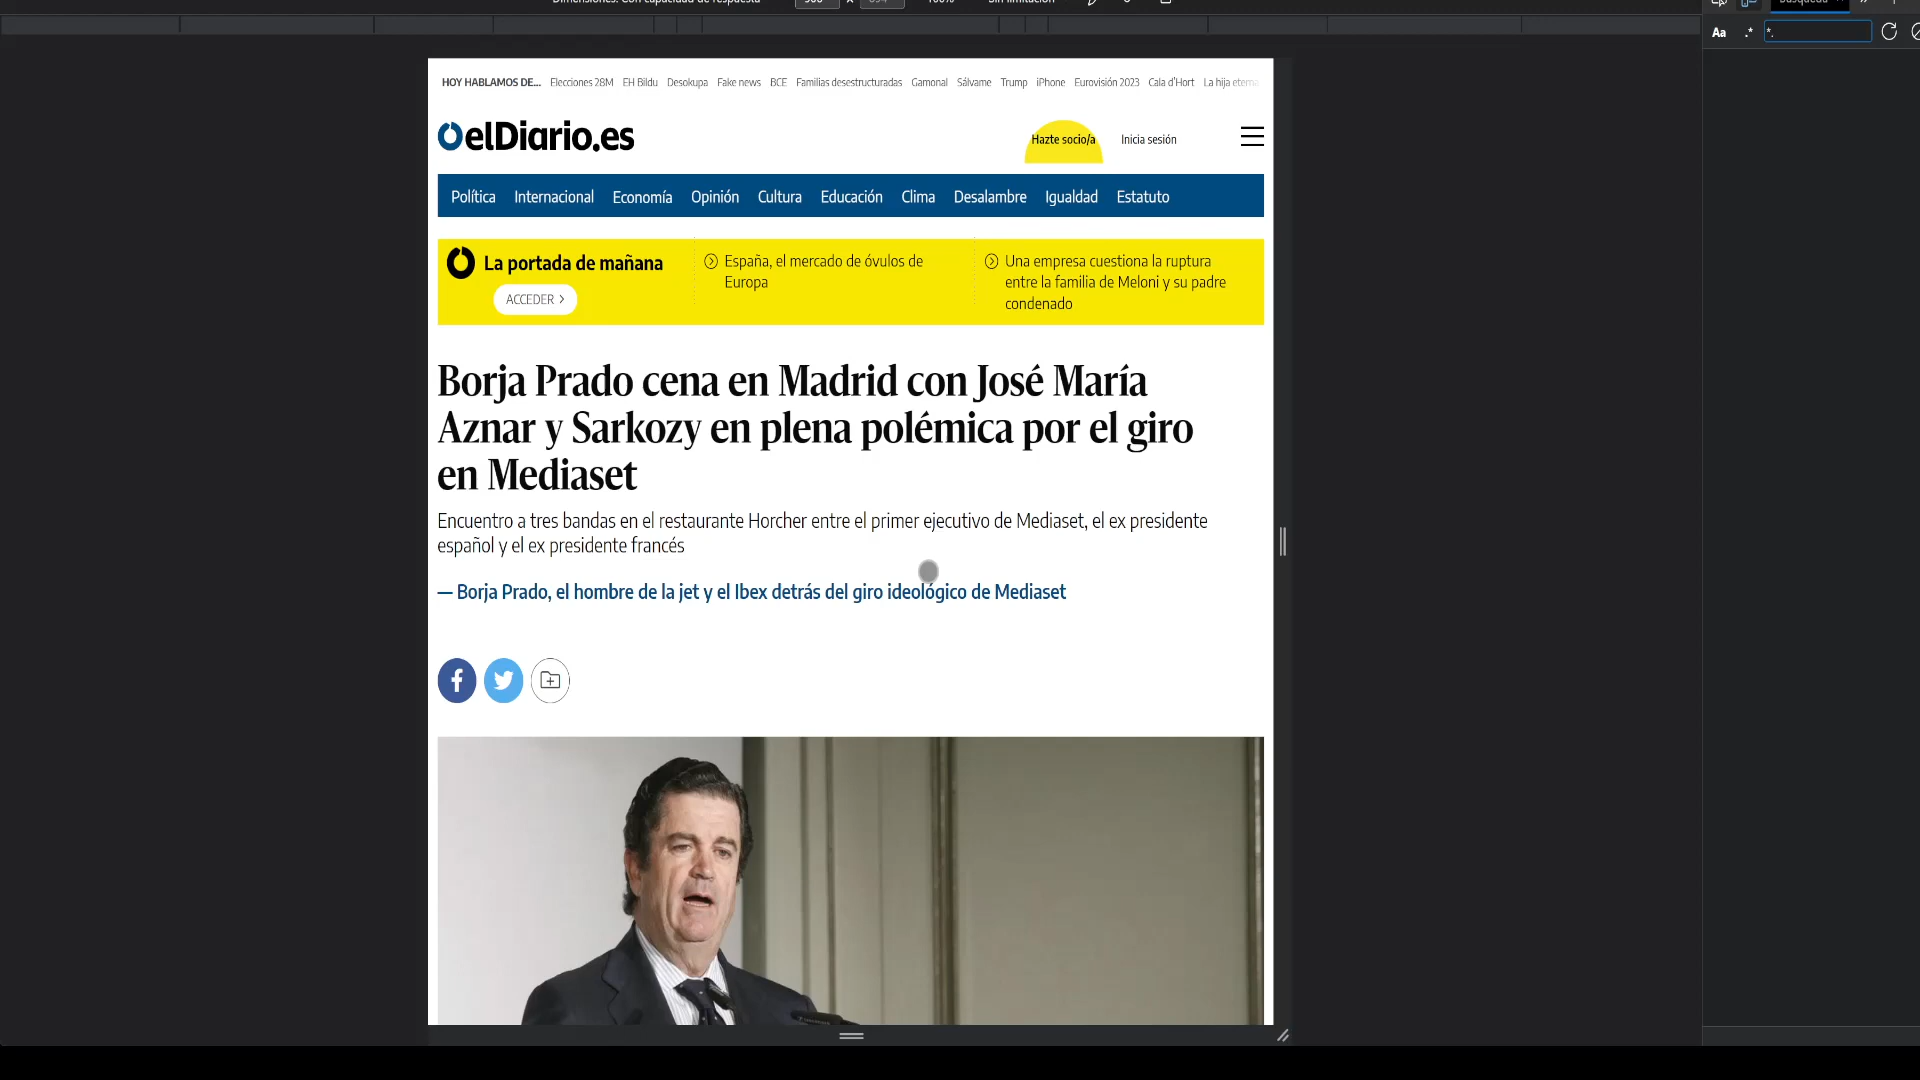 Aa .* *.
HOY HABLAMOS DE... Elecciones 28M EH Bildu Desokupa Fake news BCE Familias desestructuradas Gamonal Sálvame Trump iPhone Eurovisión 2023 Cala d'Hort La hija eterna
elDiario.es
Hazte socio/a Inicia sesión
Política Internacional Economía Opinión Cultura Educación Clima Desalambre Igualdad Estatuto
La portada de mañana
ACCEDER >
España, el mercado de óvulos de
Europa
Una empresa cuestiona la ruptura
entre la familia de Meloni y su padre
condenado
Borja Prado cena en Madrid con José María
Aznar y Sarkozy en plena polémica por el giro
en Mediaset
Encuentro a tres bandas en el restaurante Horcher entre el primer ejecutivo de Mediaset, el ex presidente
español y el ex presidente francés
— Borja Prado, el hombre de la jet y el Ibex detrás del giro ideológico de Mediaset